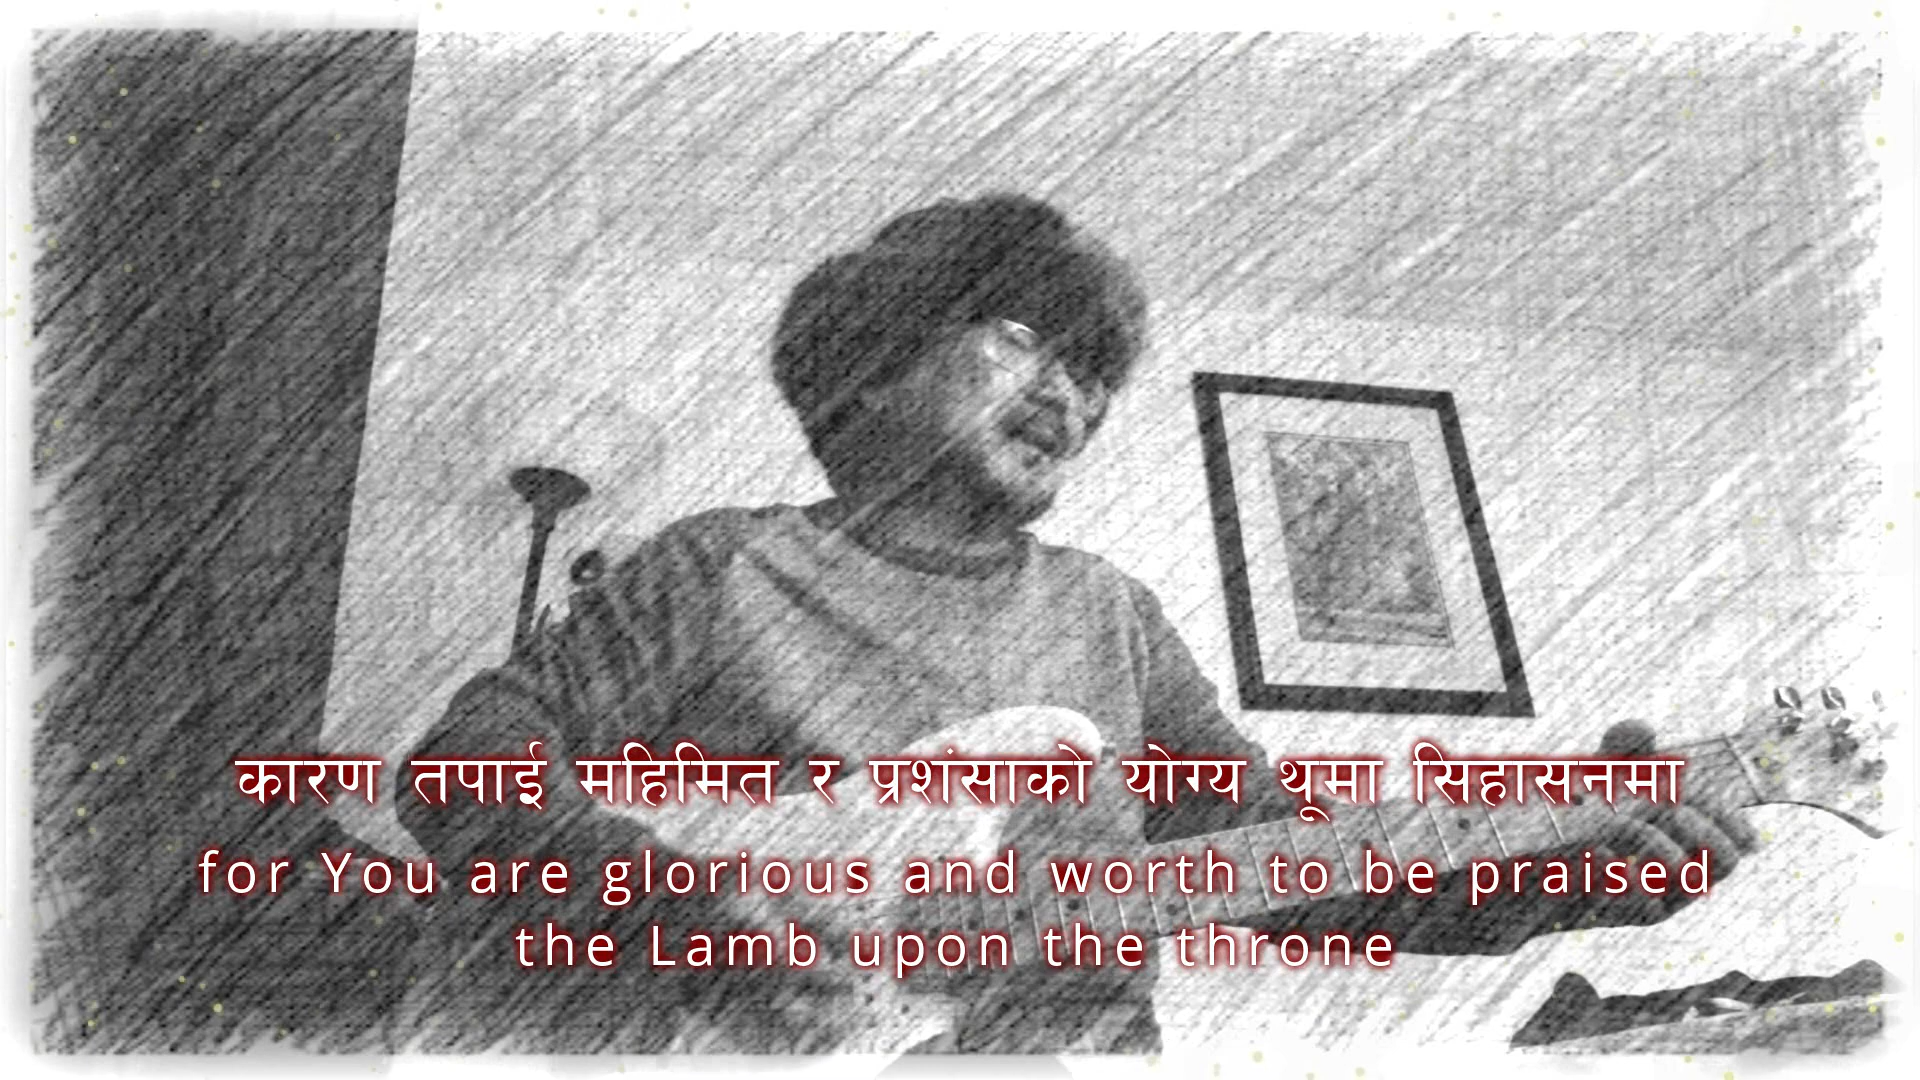 कारण तपाई महिमित र प्रशंसाको योग्य थूमा सिहासनमा
for You are glorious and worth to be praised
the Lamb upon the throne